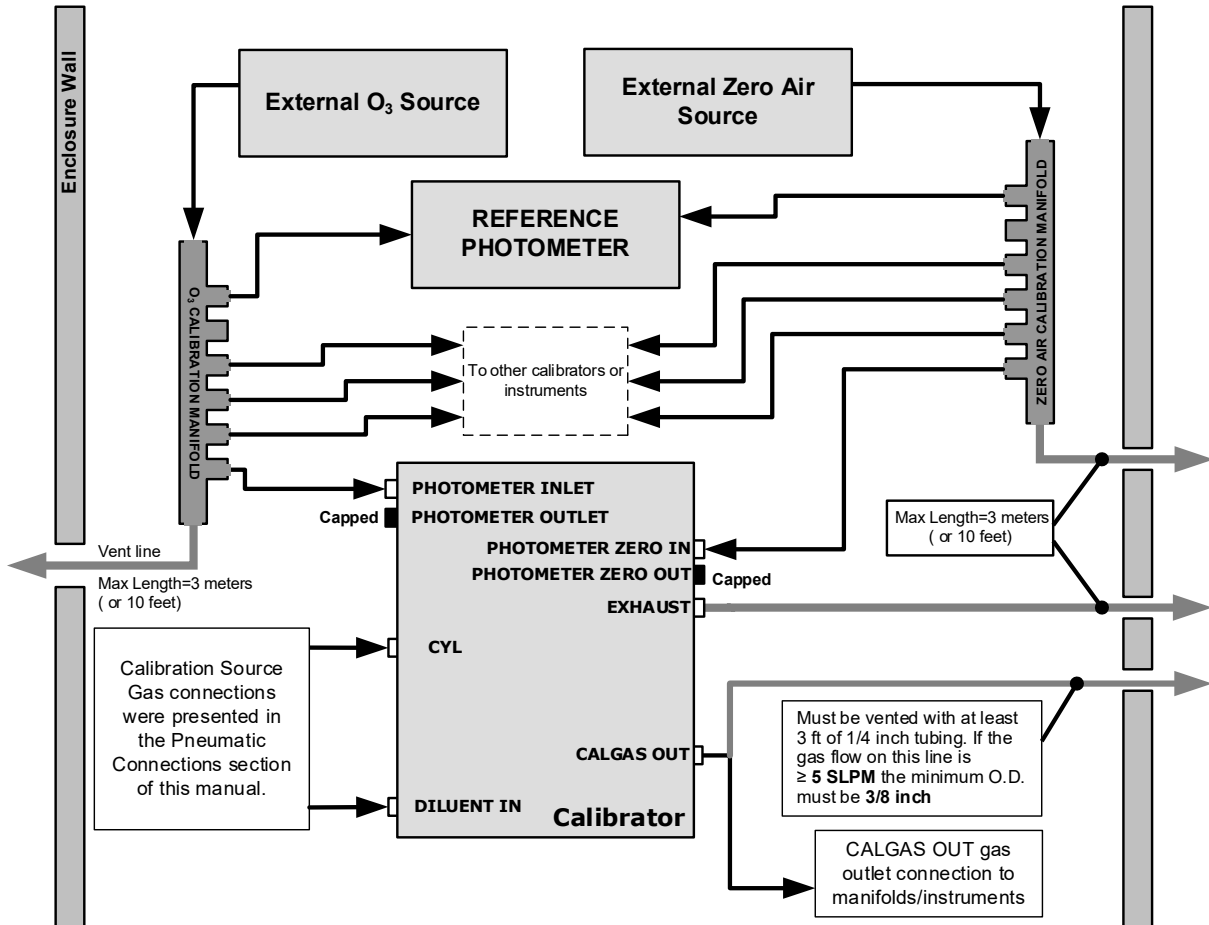 Enclosure Wall
External O₃ Source
External Zero Air
Source
REFERENCE
PHOTOMETER
O₃ CALIBRATION MANIFOLD
ZERO AIR CALIBRATION MANIFOLD
To other calibrators or
instruments
PHOTOMETER INLET
Capped
PHOTOMETER OUTLET
PHOTOMETER ZERO IN
PHOTOMETER ZERO OUT
Capped
EXHAUST
Max Length=3 meters
( or 10 feet)
Vent line
Max Length=3 meters
( or 10 feet)
Calibration Source
Gas connections
were presented in
the Pneumatic
Connections section
of this manual.
CYL
CALGAS OUT
DILUENT IN
Calibrator
Must be vented with at least
3 ft of 1/4 inch tubing. If the
gas flow on this line is
≥ 5 SLPM the minimum O.D.
must be 3/8 inch
CALGAS OUT gas
outlet connection to
manifolds/instruments